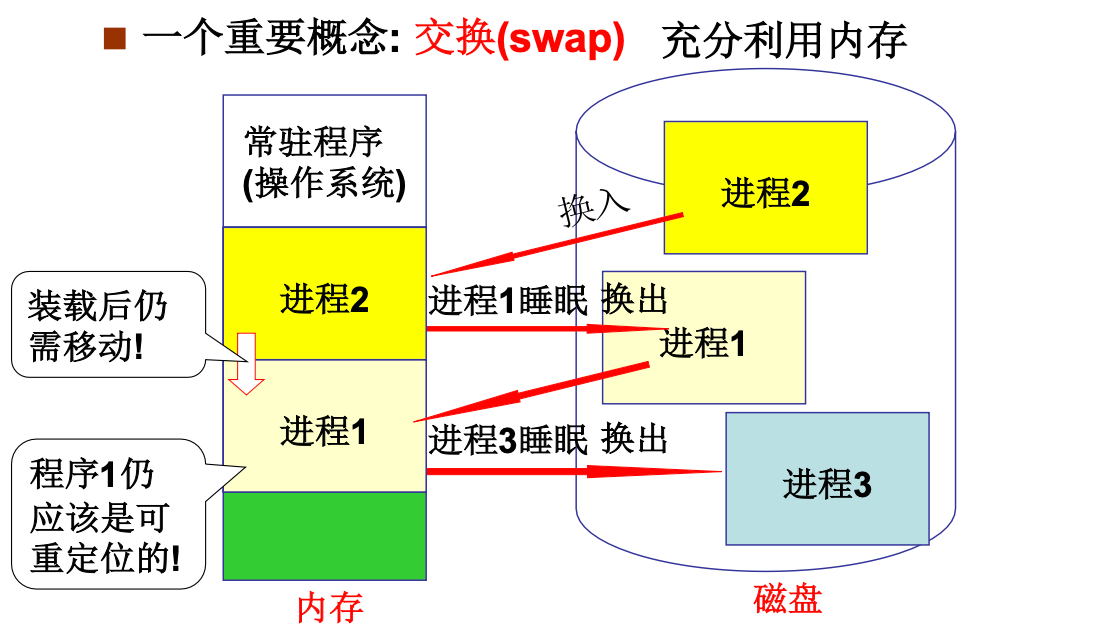 一个重要概念: 交换(swap) 充分利用内存
常驻程序
(操作系统)
进程2
换入
进程2
进程1睡眠 换出
装载后仍
需移动!
进程1
进程1
进程3睡眠 换出
程序1仍
应该是可
重定位的!
进程3
内存
磁盘